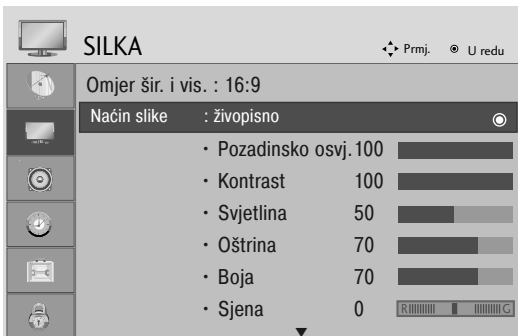 SILKA Prmj. U redu
Omjer šir. i vis. : 16:9
Naćin slike : živopisno
• Pozadinsko osvj. 100
• Kontrast 100
• Svjetlina 50
• Oštrina 70
• Boja 70
• Sjena 0 R G